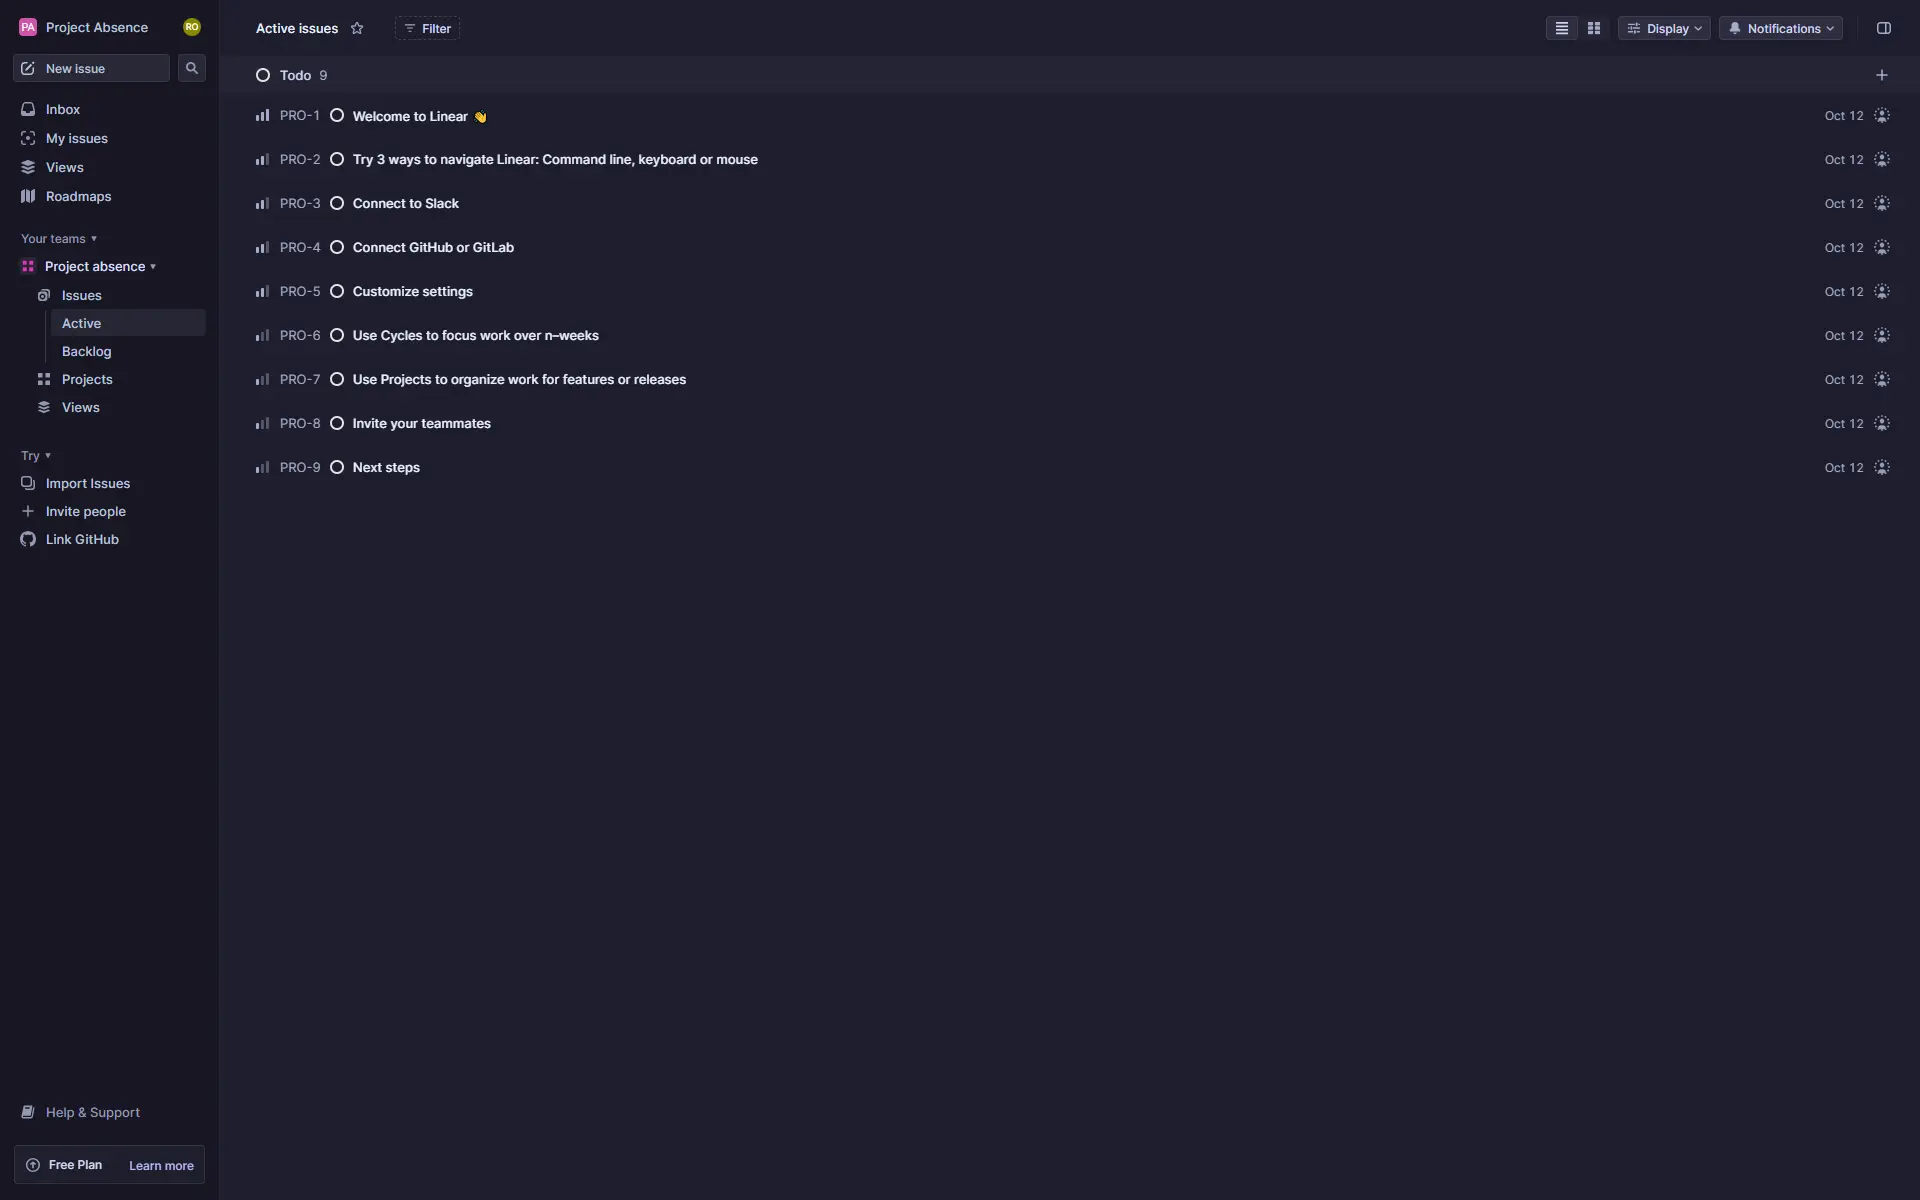 PA Project Absence RO
New issue
Inbox
My issues
Views
Roadmaps
Your teams
Project absence
Issues
Active
Backlog
Projects
Views
Try
Import Issues
Invite people
Link GitHub
Help & Support
Free Plan Learn more
Active issues Filter Display Notifications
Todo 9
PRO-1 Welcome to Linear 👋 Oct 12
PRO-2 Try 3 ways to navigate Linear: Command line, keyboard or mouse Oct 12
PRO-3 Connect to Slack Oct 12
PRO-4 Connect GitHub or GitLab Oct 12
PRO-5 Customize settings Oct 12
PRO-6 Use Cycles to focus work over n–weeks Oct 12
PRO-7 Use Projects to organize work for features or releases Oct 12
PRO-8 Invite your teammates Oct 12
PRO-9 Next steps Oct 12